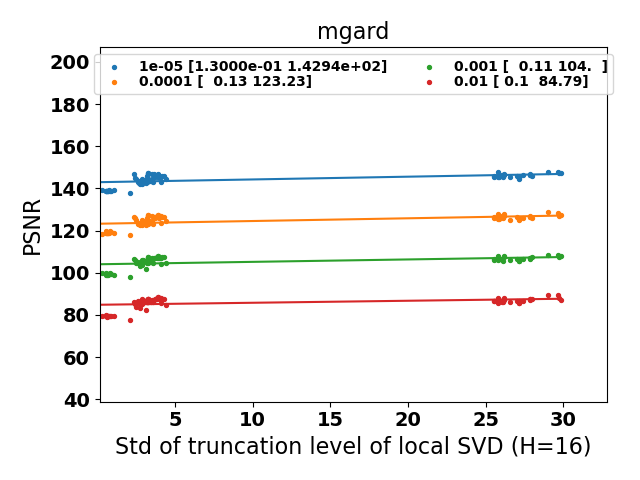 mgard
1e-05 [1.3000e-01 1.4294e+02]
0.0001 [  0.13 123.23]
0.001 [  0.11 104.  ]
0.01 [ 0.1  84.79]
PSNR
200
180
160
140
120
100
80
60
40
5 10 15 20 25 30
Std of truncation level of local SVD (H=16)